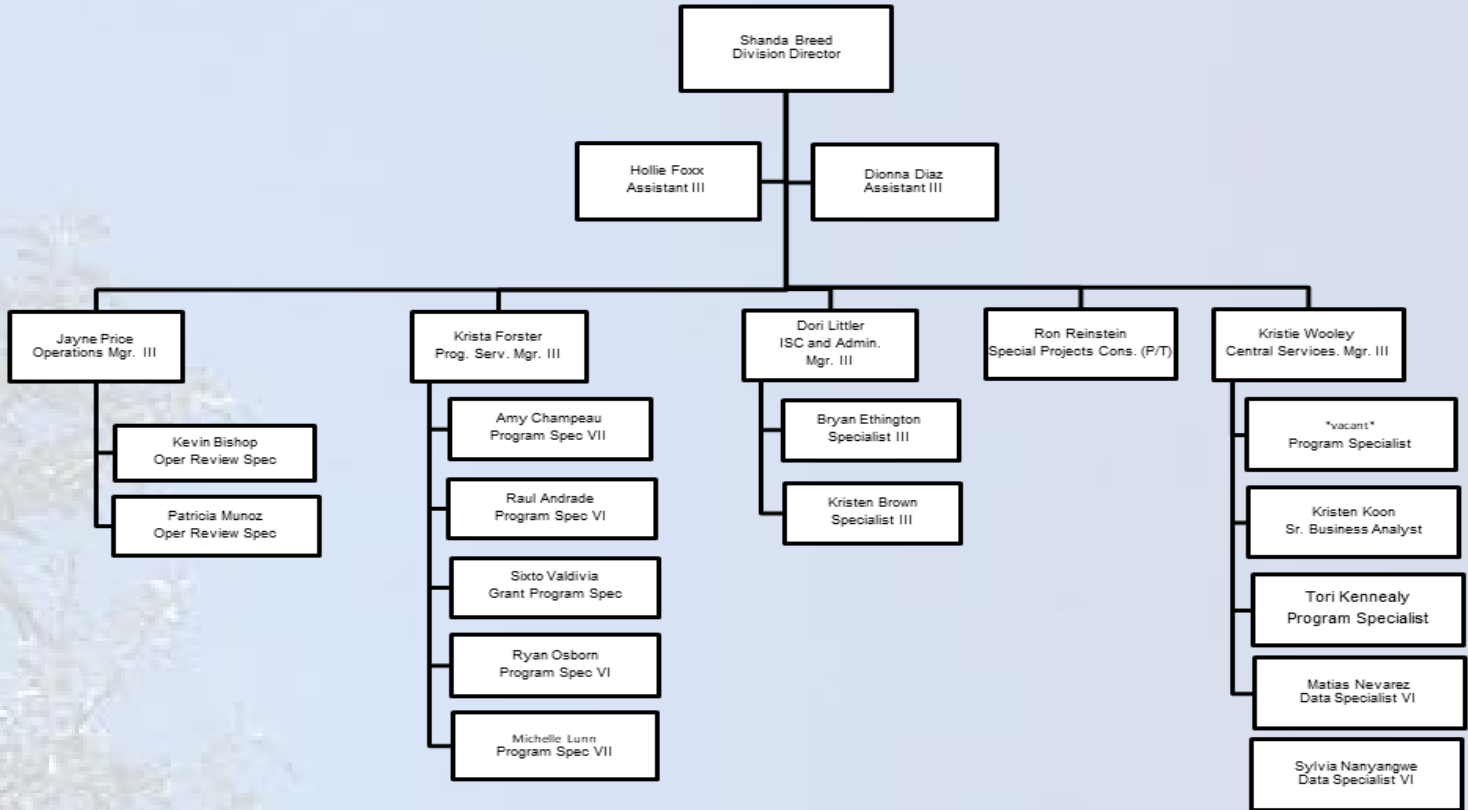 Shanda Breed
Division Director
Hollie Foxx
Assistant III
Dionna Diaz
Assistant III
Jayne Price
Operations Mgr. III
Krista Forster
Prog. Serv. Mgr. III
Dori Littler
ISC and Admin.
Mgr. III
Ron Reinstein
Special Projects Cons. (P/T)
Kristie Wooley
Central Services. Mgr. III
Kevin Bishop
Oper Review Spec
Patricia Munoz
Oper Review Spec
Amy Champeau
Program Spec VII
Raul Andrade
Program Spec VI
Sixto Valdivia
Grant Program Spec
Ryan Osborn
Program Spec VI
Michelle Lunn
Program Spec VII
Bryan Ethington
Specialist III
Kristen Brown
Specialist III
*vacant*
Program Specialist
Kristen Koon
Sr. Business Analyst
Tori Kennealy
Program Specialist
Matias Nevarez
Data Specialist VI
Sylvia Nanyangwe
Data Specialist VI